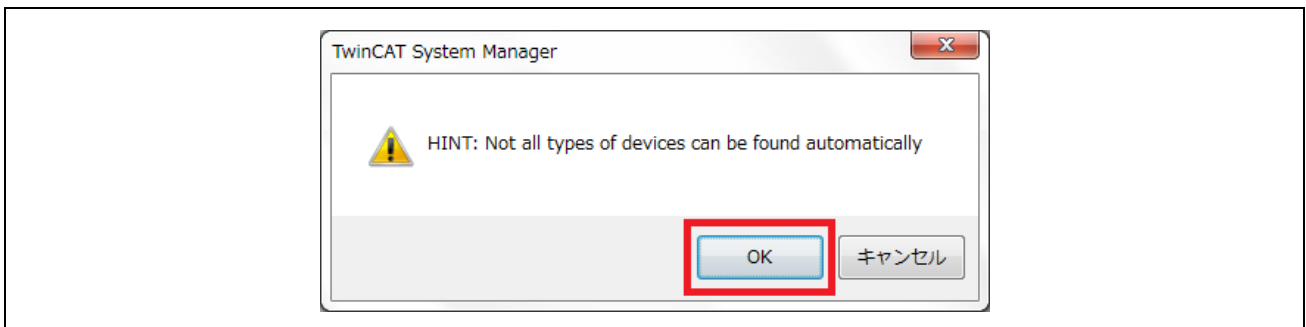 TwinCAT System Manager
HINT: Not all types of devices can be found automatically
OK
キャンセル